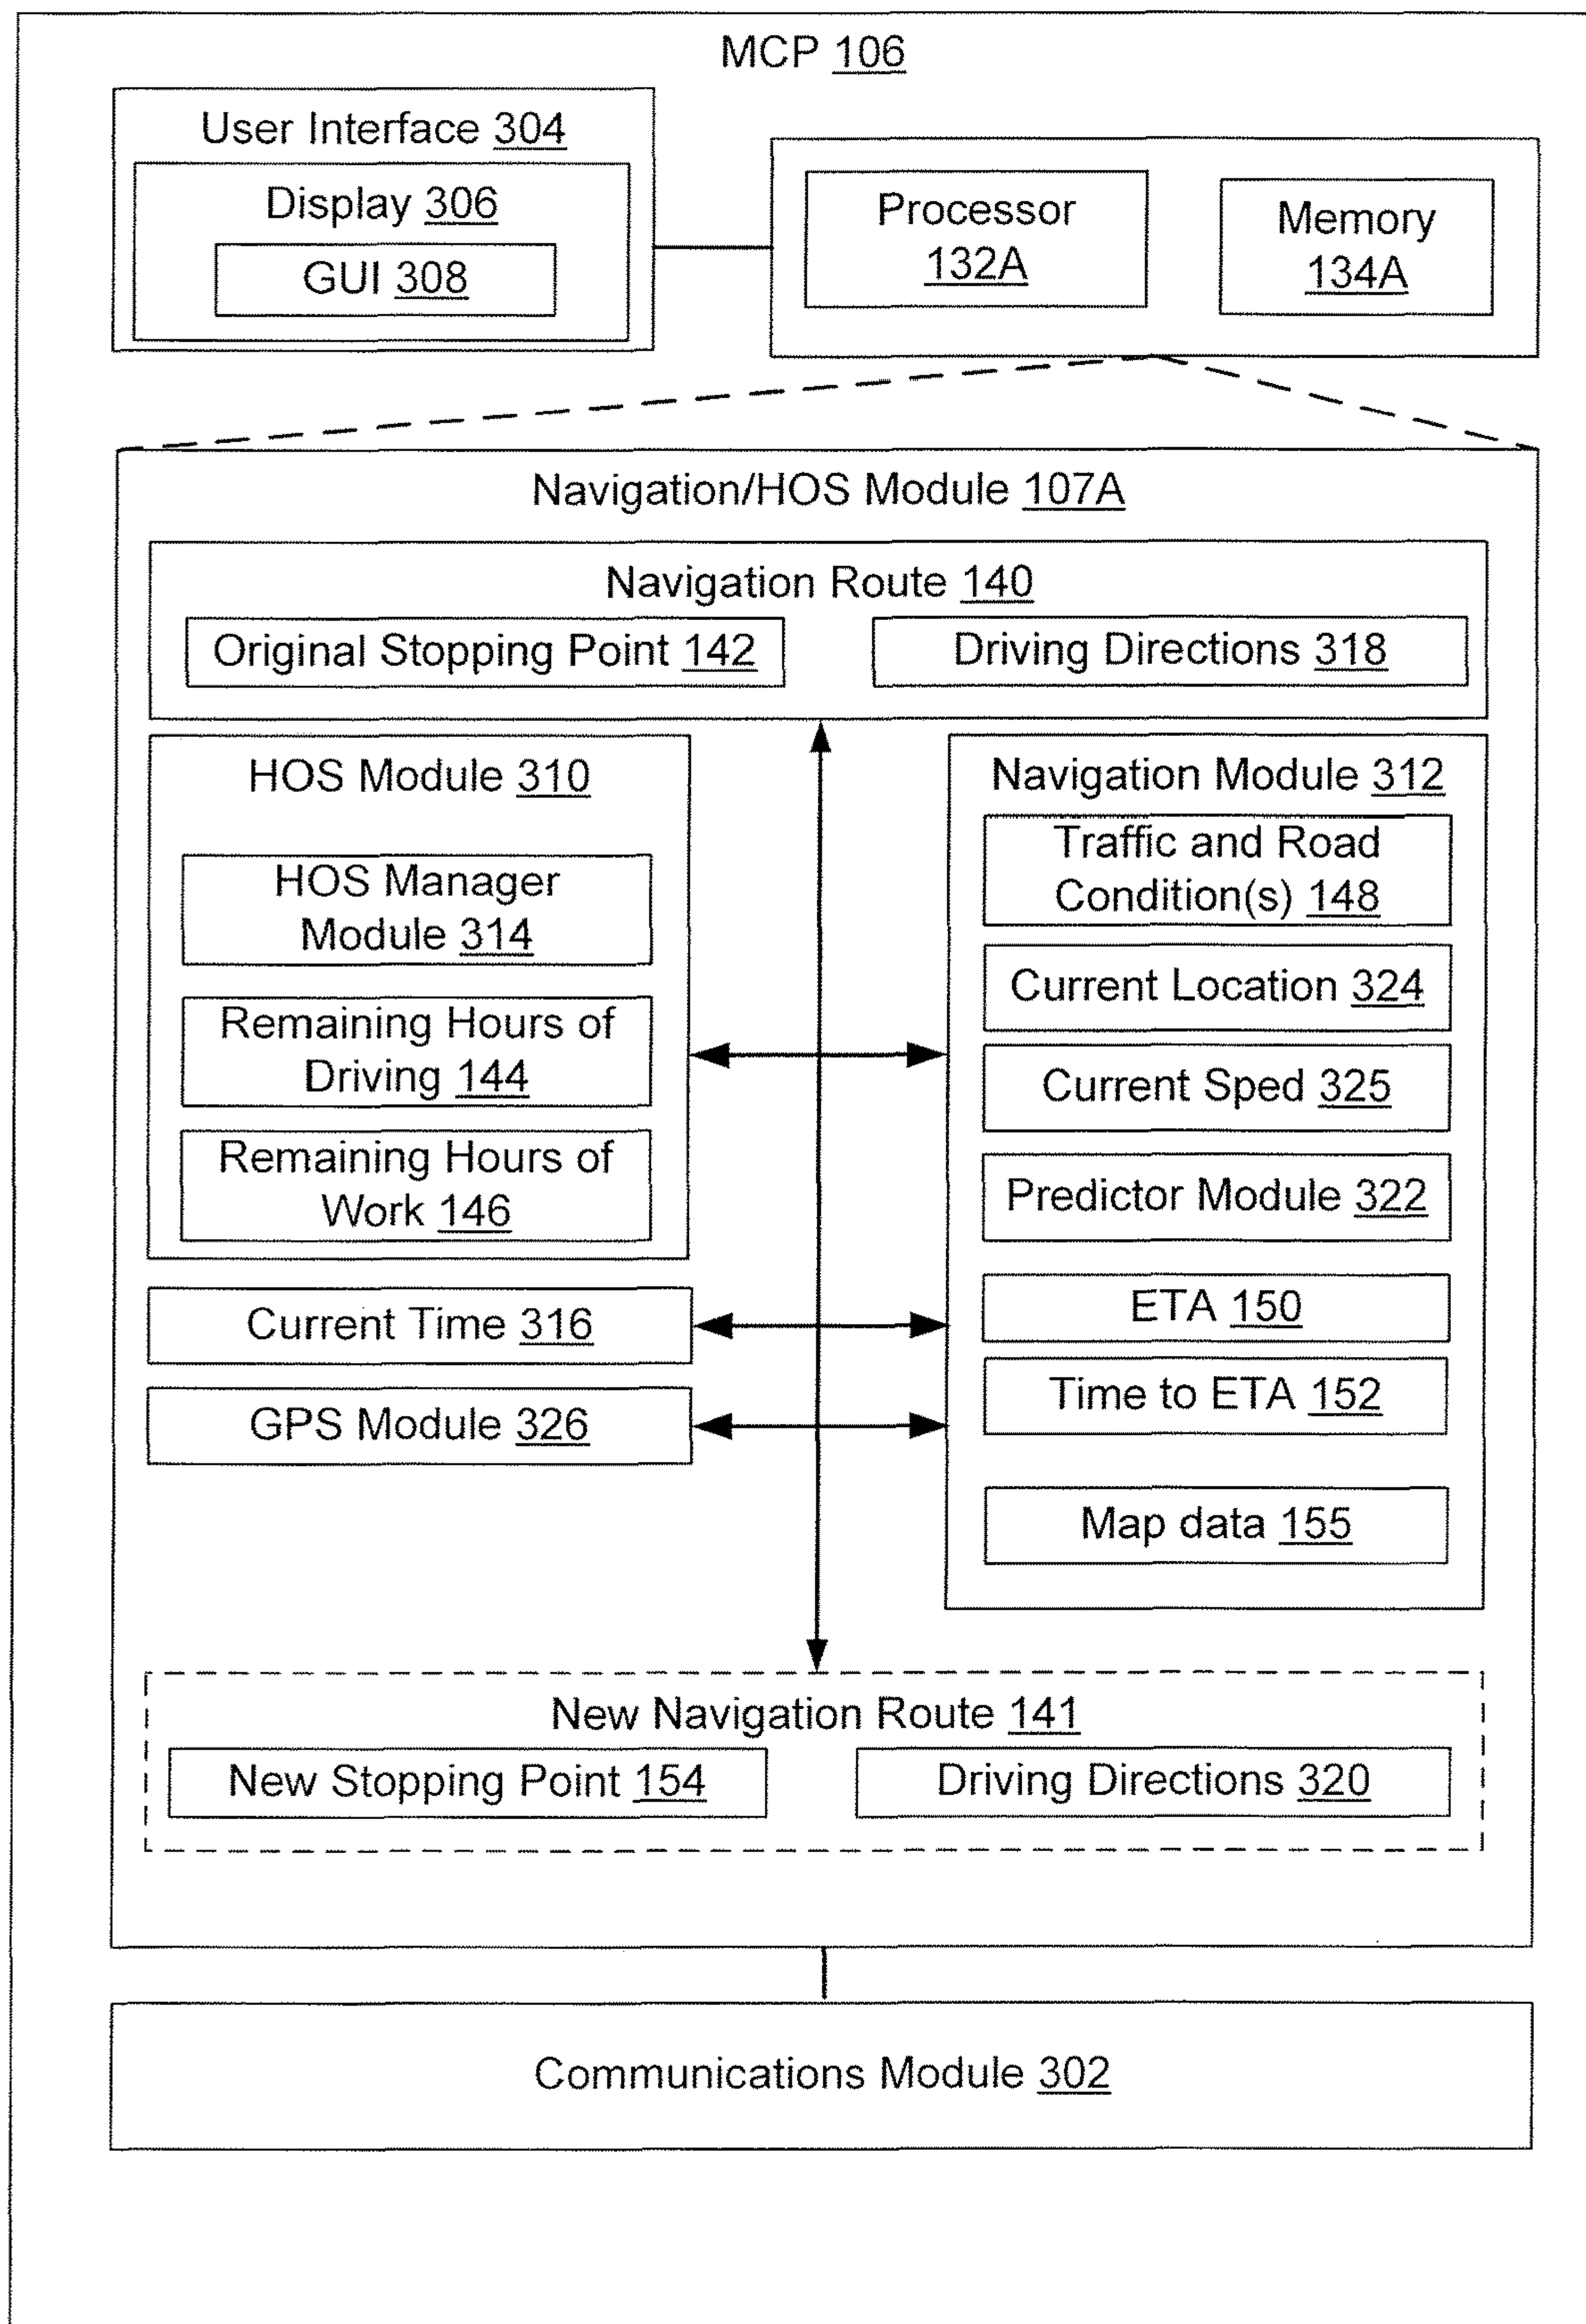 MCP 106
User Interface 304
Display 306
GUI 308
Processor
132A
Memory
134A
Navigation/HOS Module 107A
Navigation Route 140
Original Stopping Point 142
Driving Directions 318
HOS Module 310
HOS Manager
Module 314
Remaining Hours of
Driving 144
Remaining Hours of
Work 146
Current Time 316
GPS Module 326
Navigation Module 312
Traffic and Road
Condition(s) 148
Current Location 324
Current Sped 325
Predictor Module 322
ETA 150
Time to ETA 152
Map data 155
New Navigation Route 141
New Stopping Point 154
Driving Directions 320
Communications Module 302